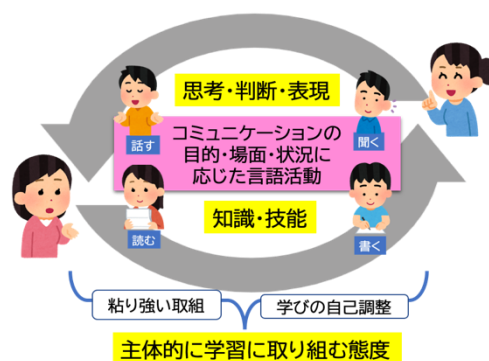 思考・判断・表現
話す
聞く
コミュニケーションの
目的・場面・状況に
応じた言語活動
読む
書く
知識・技能
粘り強い取組
学びの自己調整
主体的に学習に取り組む態度